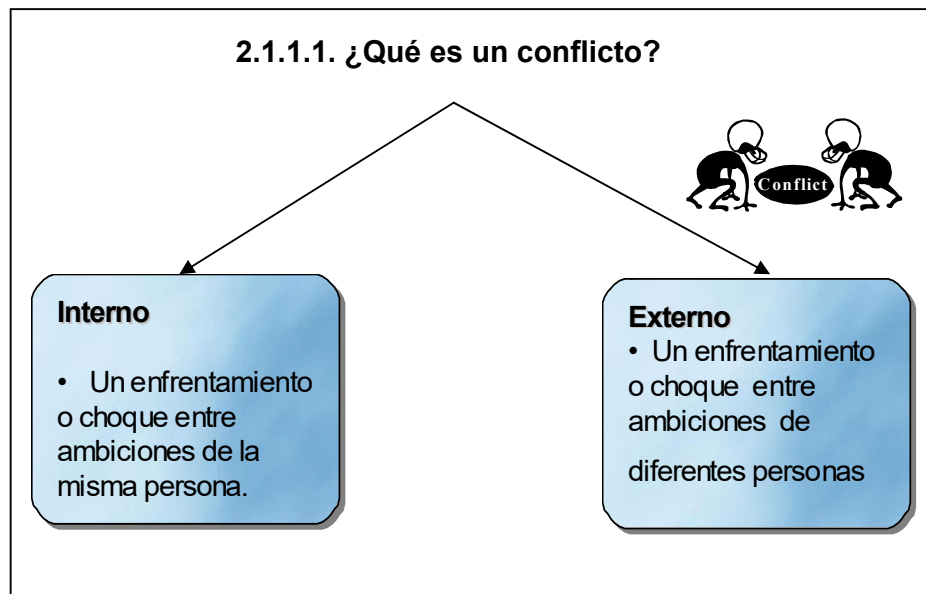 2.1.1.1. ¿Qué es un conflicto?
Conflict
Interno
• Un enfrentamiento
o choque entre
ambiciones de la
misma persona.
Externo
• Un enfrentamiento
o choque entre
ambiciones de
diferentes personas